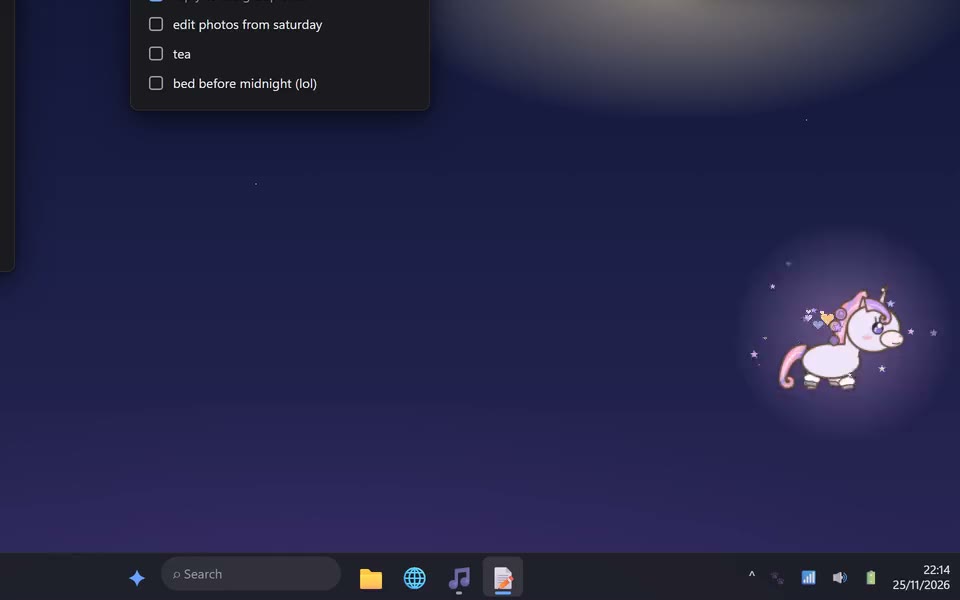 edit photos from saturday
tea
bed before midnight (lol)
Search
22:14
25/11/2026